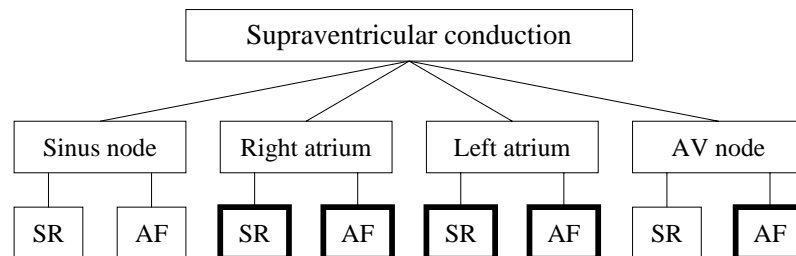 Supraventricular conduction
Sinus node Right atrium Left atrium AV node
SR AF SR AF SR AF SR AF